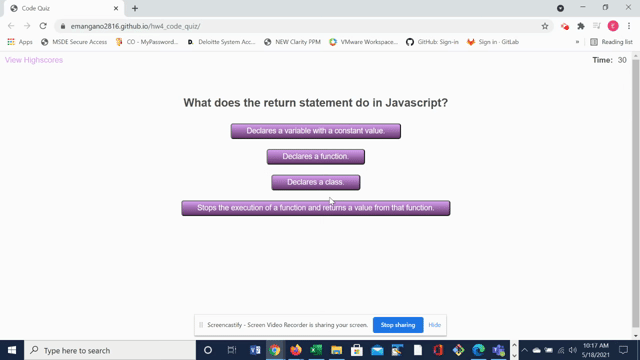 Code Quiz
emangano2816.github.io/hw4_code_quiz/
Apps MSDE Secure Access CO - MyPassword... Deloitte System Acc... NEW Clarity PPM VMware Workspace... GitHub: Sign-in Sign in · GitLab » Reading list
View Highscores Time: 30
What does the return statement do in Javascript?
Declares a variable with a constant value.
Declares a function.
Declares a class.
Stops the execution of a function and returns a value from that function.
Screencastify - Screen Video Recorder is sharing your screen. Stop sharing Hide
Type here to search
10:17 AM
5/18/2021